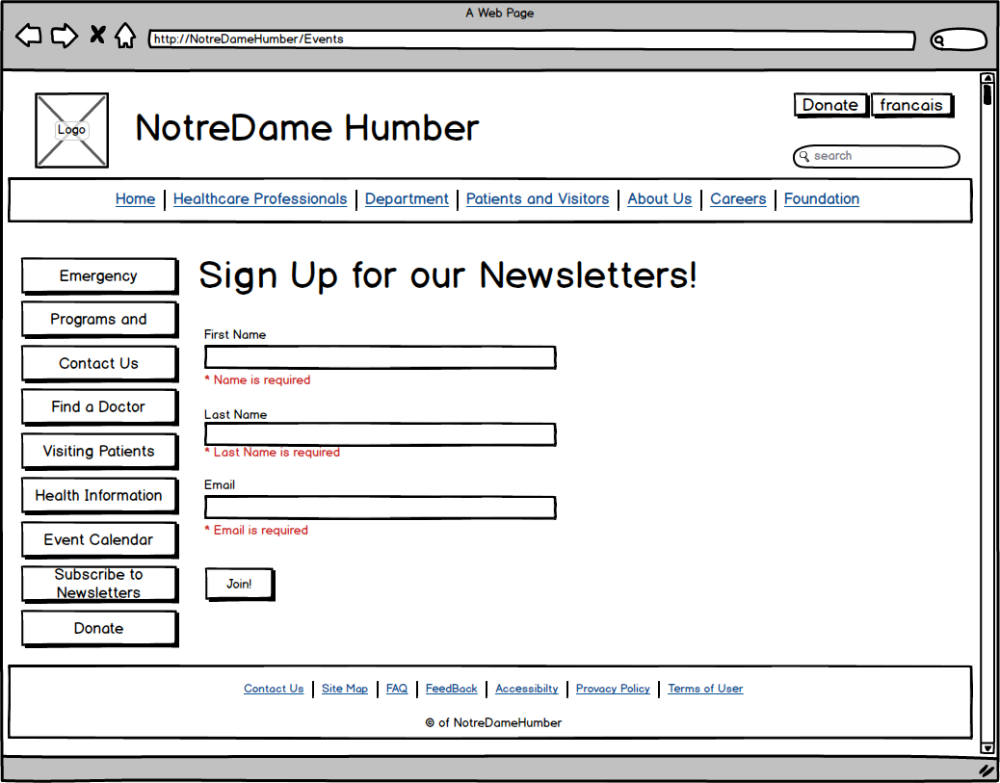 A Web Page
http://NotreDameHumber/Events
Logo
NotreDame Humber
Donate
francais
search
Home Healthcare Professionals Department Patients and Visitors About Us Careers Foundation
Emergency
Programs and
Contact Us
Find a Doctor
Visiting Patients
Health Information
Event Calendar
Subscribe to
Newsletters
Donate
Sign Up for our Newsletters!
First Name
* Name is required
Last Name
* Last Name is required
Email
* Email is required
Join!
Contact Us Site Map FAQ FeedBack Accessibilty Provacy Policy Terms of User
© of NotreDameHumber